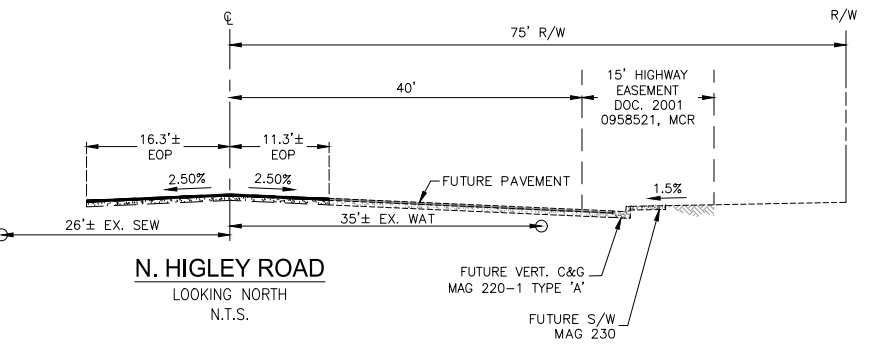 ℄
R/W
75' R/W
15' HIGHWAY
EASEMENT
DOC. 2001
0958521, MCR
40'
16.3'±
EOP
11.3'±
EOP
2.50%
2.50%
FUTURE PAVEMENT
1.5%
26'± EX. SEW
35'± EX. WAT
N. HIGLEY ROAD
LOOKING NORTH
N.T.S.
FUTURE VERT. C&G
MAG 220-1 TYPE 'A'
FUTURE S/W
MAG 230